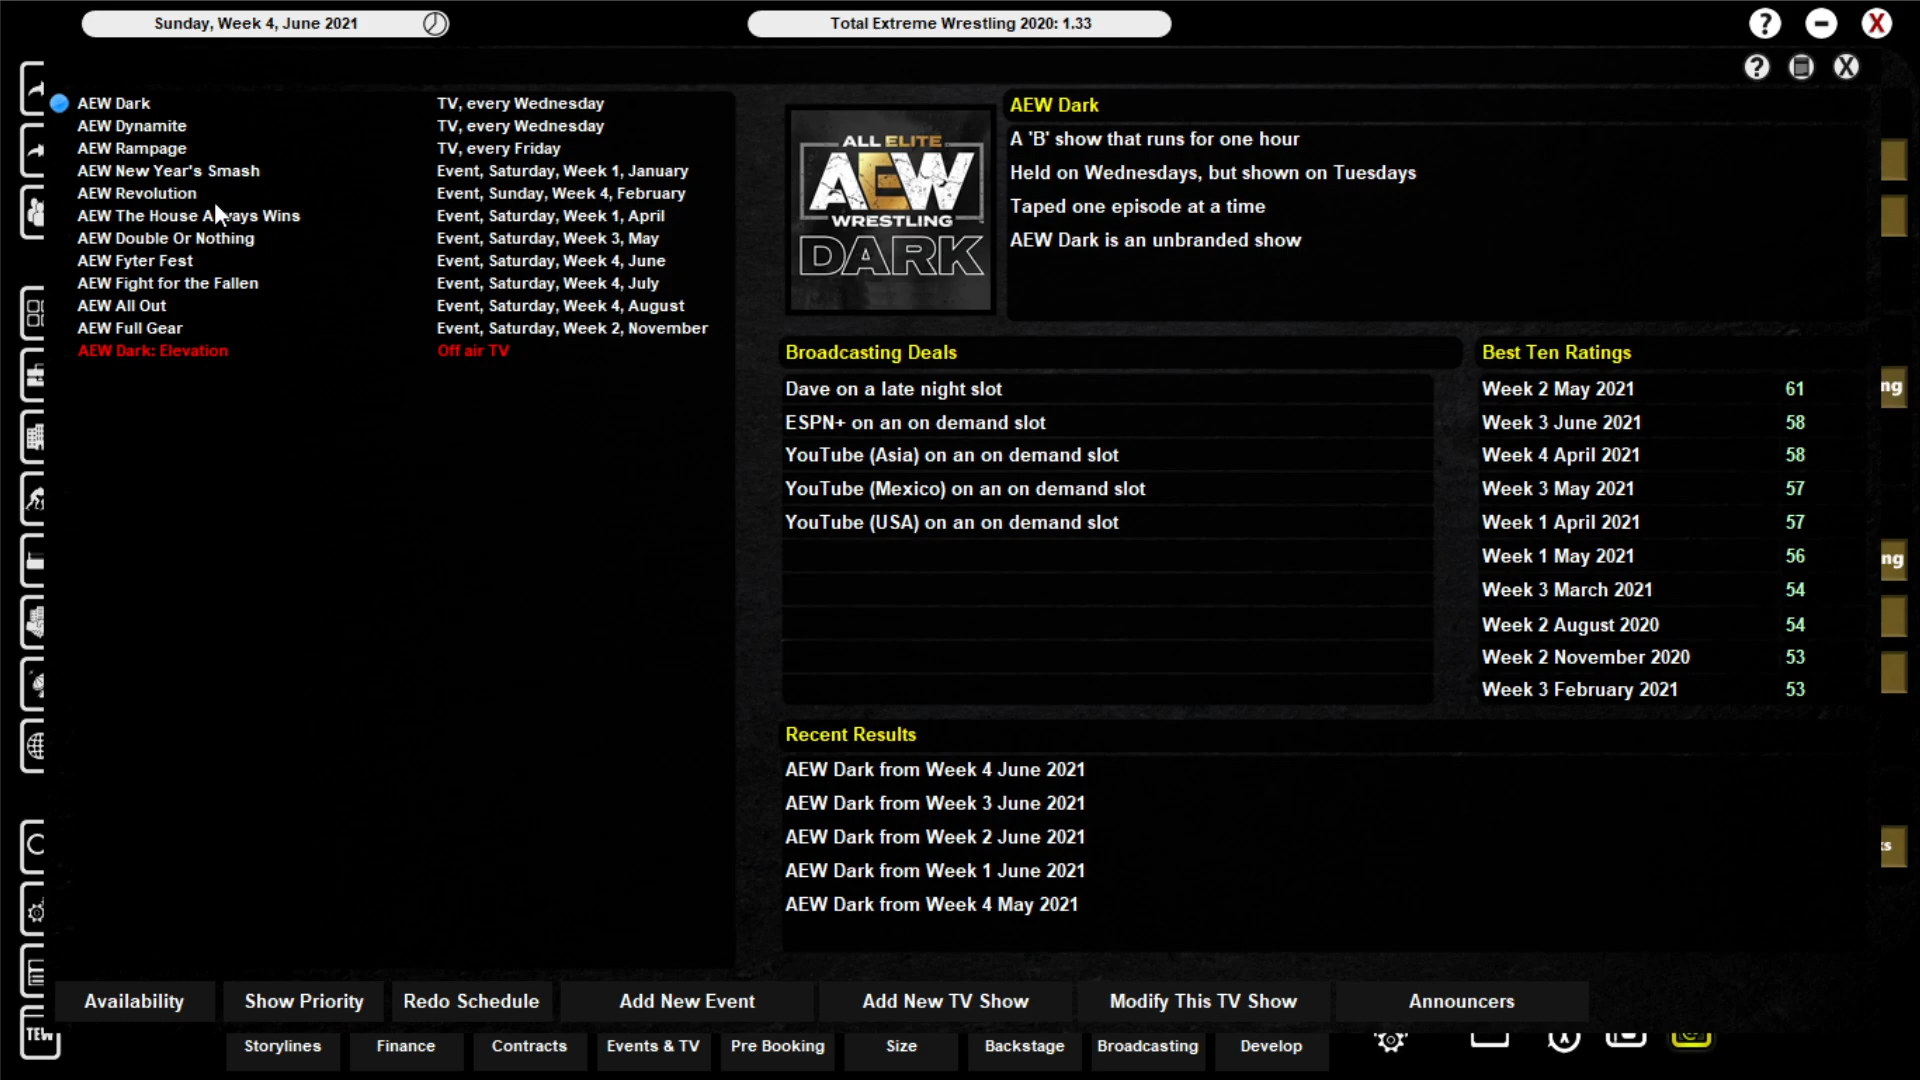 Sunday, Week 4, June 2021
Total Extreme Wrestling 2020: 1.33
?
X
?
X
AEW Dark TV, every Wednesday
AEW Dynamite TV, every Wednesday
AEW Rampage TV, every Friday
AEW New Year's Smash Event, Saturday, Week 1, January
AEW Revolution Event, Sunday, Week 4, February
AEW The House Always Wins Event, Saturday, Week 1, April
AEW Double Or Nothing Event, Saturday, Week 3, May
AEW Fyter Fest Event, Saturday, Week 4, June
AEW Fight for the Fallen Event, Saturday, Week 4, July
AEW All Out Event, Saturday, Week 4, August
AEW Full Gear Event, Saturday, Week 2, November
AEW Dark: Elevation Off air TV
ALL ELITE
AEW
WRESTLING
DARK
AEW Dark
A 'B' show that runs for one hour
Held on Wednesdays, but shown on Tuesdays
Taped one episode at a time
AEW Dark is an unbranded show
Broadcasting Deals
Dave on a late night slot
ESPN+ on an on demand slot
YouTube (Asia) on an on demand slot
YouTube (Mexico) on an on demand slot
YouTube (USA) on an on demand slot
Best Ten Ratings
Week 2 May 2021 61
Week 3 June 2021 58
Week 4 April 2021 58
Week 3 May 2021 57
Week 1 April 2021 57
Week 1 May 2021 56
Week 3 March 2021 54
Week 2 August 2020 54
Week 2 November 2020 53
Week 3 February 2021 53
ng
ng
ks
Recent Results
AEW Dark from Week 4 June 2021
AEW Dark from Week 3 June 2021
AEW Dark from Week 2 June 2021
AEW Dark from Week 1 June 2021
AEW Dark from Week 4 May 2021
Availability Show Priority Redo Schedule Add New Event Add New TV Show Modify This TV Show Announcers
TEW
Storylines Finance Contracts Events & TV Pre Booking Size Backstage Broadcasting Develop